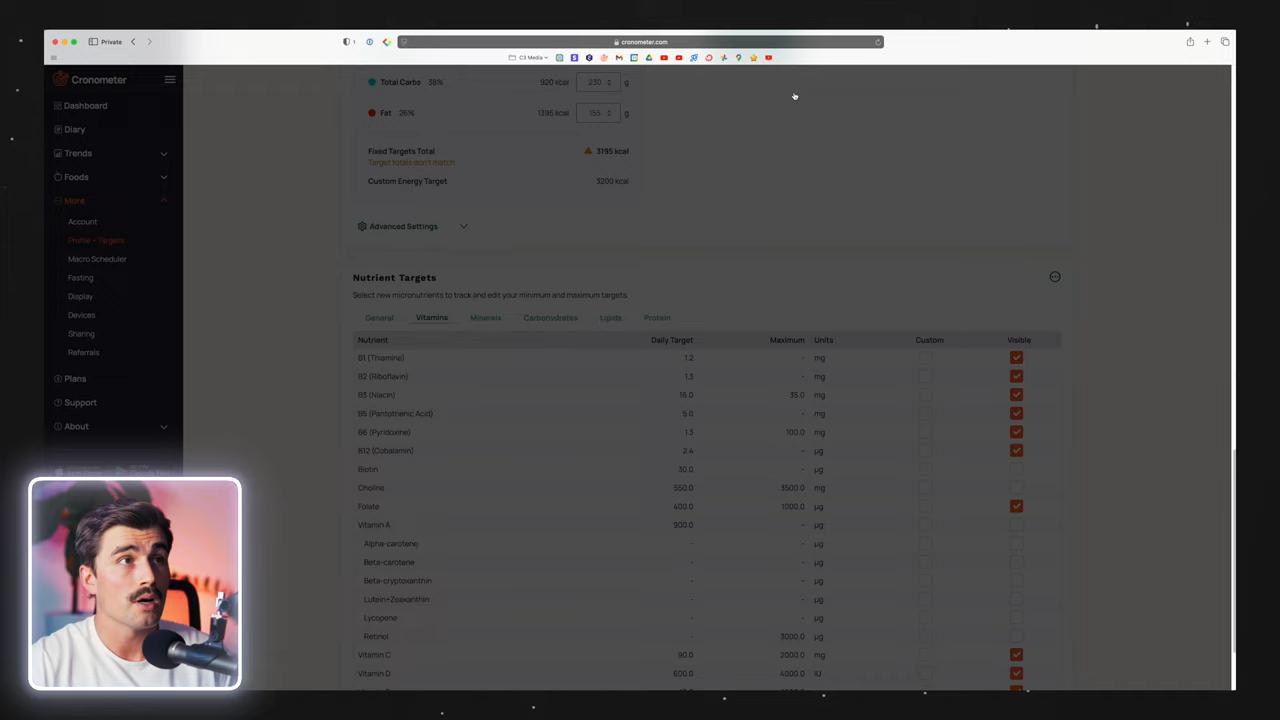 Private
1
cronometer.com
C3 Media
Cronometer
Dashboard
Diary
Trends
Foods
More
Account
Profile + Targets
Macro Scheduler
Fasting
Display
Devices
Sharing
Referrals
Plans
Support
About
Total Carbs 38% 920 kcal 230 g
Fat 26% 1395 kcal 155 g
Fixed Targets Total 3195 kcal
Target totals don't match
Custom Energy Target 3200 kcal
Advanced Settings
Nutrient Targets
Select new micronutrients to track and edit your minimum and maximum targets.
General Vitamins Minerals Carbohydrates Lipids Protein
Nutrient Daily Target Maximum Units Custom Visible
B1 (Thiamine) 1.2 - mg
B2 (Riboflavin) 1.3 - mg
B3 (Niacin) 16.0 35.0 mg
B5 (Pantothenic Acid) 5.0 - mg
B6 (Pyridoxine) 1.3 100.0 mg
B12 (Cobalamin) 2.4 - µg
Biotin 30.0 - µg
Choline 550.0 3500.0 mg
Folate 400.0 1000.0 µg
Vitamin A 900.0 - µg
Alpha-carotene - - µg
Beta-carotene - - µg
Beta-cryptoxanthin - - µg
Lutein+Zeaxanthin - - µg
Lycopene - - µg
Retinol - 3000.0 µg
Vitamin C 90.0 2000.0 mg
Vitamin D 600.0 4000.0 IU